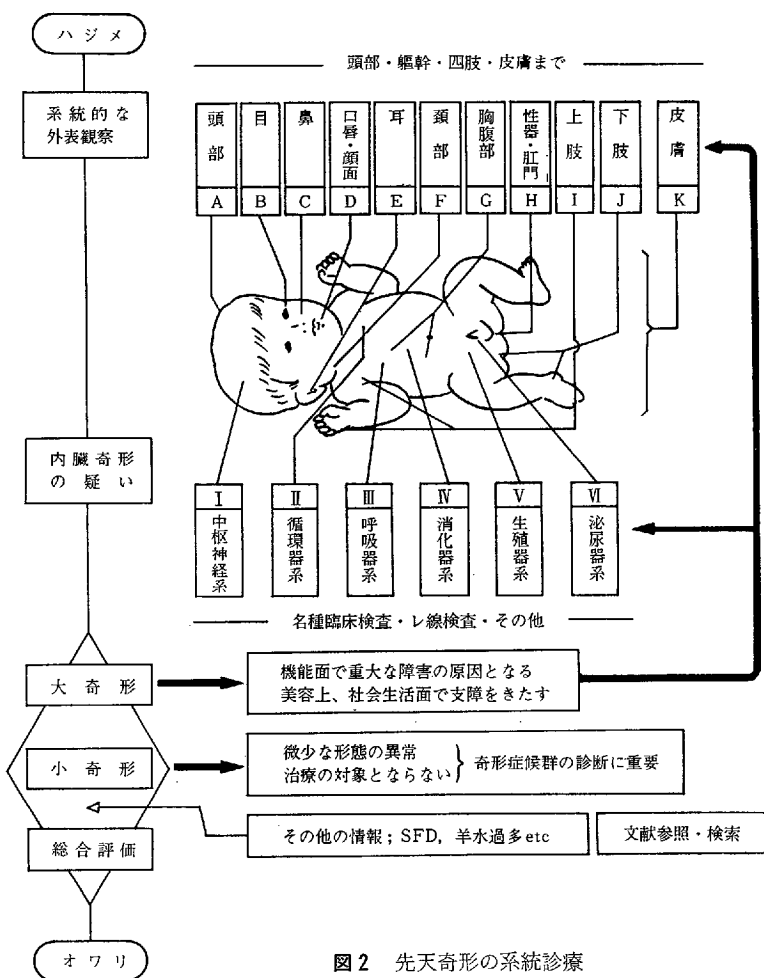 ハジメ
系統的な
外表観察
頭部・軀幹・四肢・皮膚まで
頭部
目
鼻
口唇・顔面
耳
頚部
胸腹部
性器・肛門
上肢
下肢
皮膚
A
B
C
D
E
F
G
H
I
J
K
内臓奇形
の疑い
I
II
III
IV
V
VI
中枢神経系
循環器系
呼吸器系
消化器系
生殖器系
泌尿器系
名種臨床検査・レ線検査・その他
大奇形
機能面で重大な障害の原因となる
美容上、社会生活面で支障をきたす
小奇形
微少な形態の異常
治療の対象とならない
奇形症候群の診断に重要
その他の情報；SFD，羊水過多etc
文献参照・検索
総合評価
オワリ
図2 先天奇形の系統診療